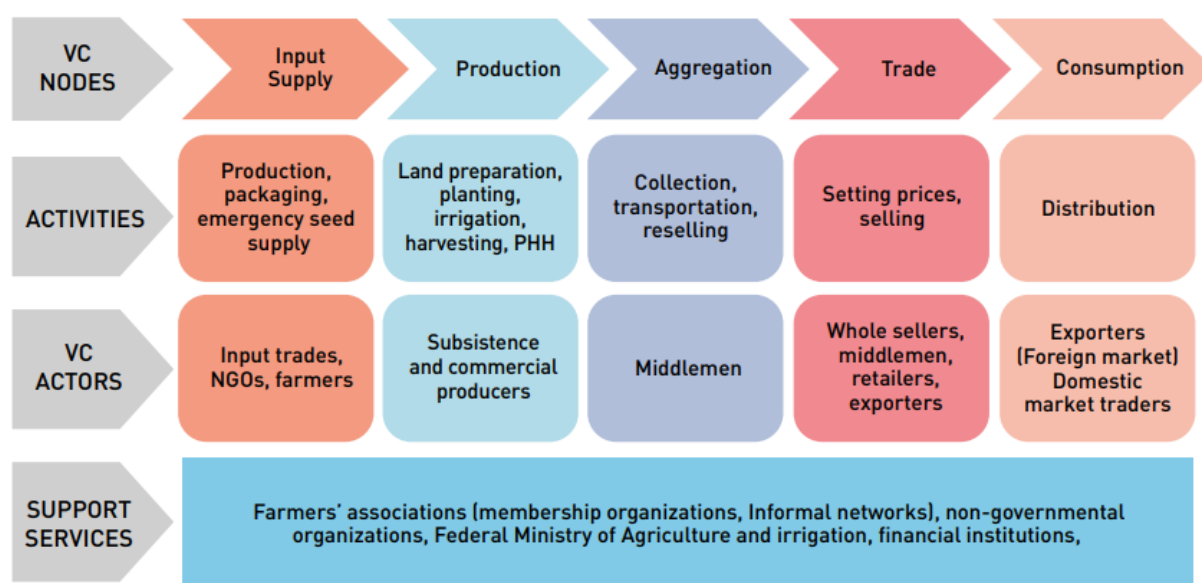 VC
NODES
Input
Supply
Production
Aggregation
Trade
Consumption
ACTIVITIES
Production,
packaging,
emergency seed
supply
Land preparation,
planting,
irrigation,
harvesting, PHH
Collection,
transportation,
reselling
Setting prices,
selling
Distribution
VC
ACTORS
Input trades,
NGOs, farmers
Subsistence
and commercial
producers
Middlemen
Whole sellers,
middlemen,
retailers,
exporters
Exporters
(Foreign market)
Domestic
market traders
SUPPORT
SERVICES
Farmers’ associations (membership organizations, Informal networks), non-governmental
organizations, Federal Ministry of Agriculture and irrigation, financial institutions,